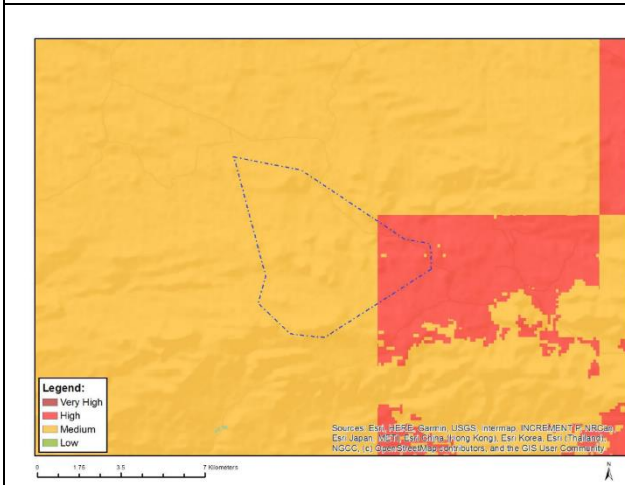 Legend:
Very High
High
Medium
Low
Sources: Esri, HERE, Garmin, USGS, Intermap, INCREMENT P, NRCan,
Esri Japan, METI, Esri China (Hong Kong), Esri Korea, Esri (Thailand),
NGCC, (c) OpenStreetMap contributors, and the GIS User Community
0 1.75 3.5 7 Kilometers
N